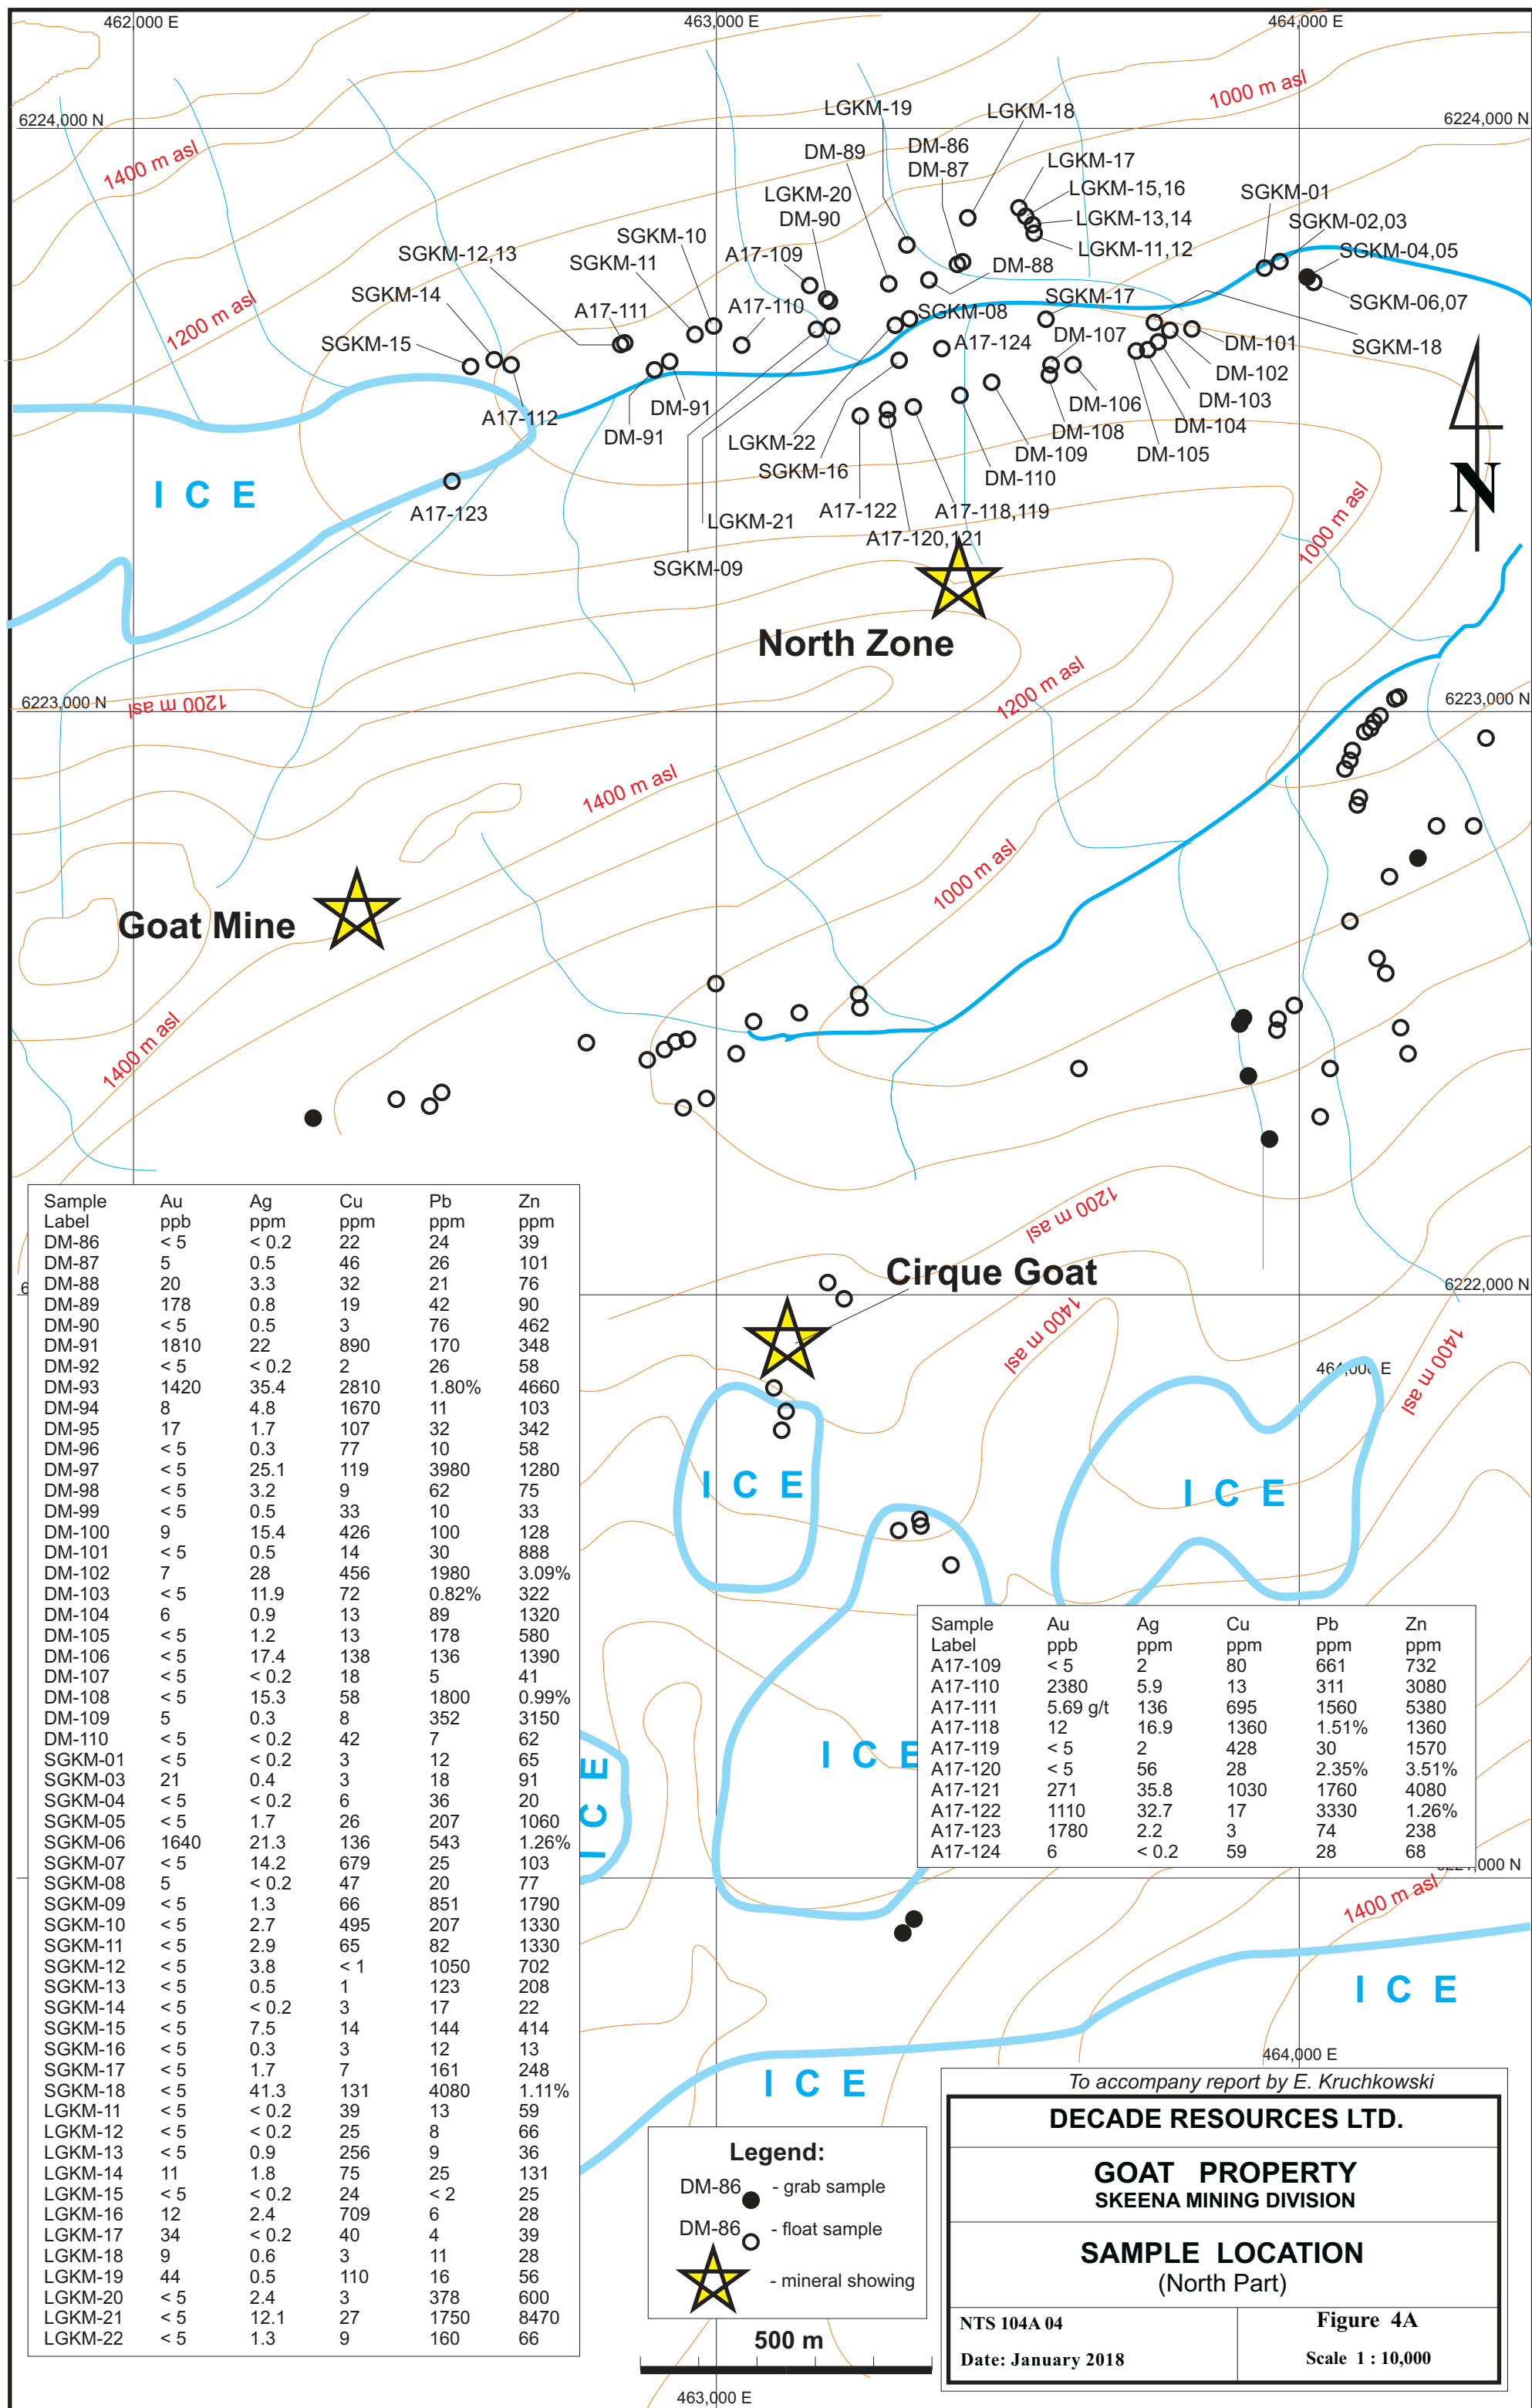 462,000 E
463,000 E
464,000 E
6224,000 N
6224,000 N
1000 m asl
1400 m asl
1200 m asl
LGKM-19
LGKM-18
DM-86
DM-87
DM-89
LGKM-17
LGKM-15,16
LGKM-13,14
LGKM-11,12
LGKM-20
DM-90
SGKM-01
SGKM-02,03
SGKM-04,05
SGKM-06,07
SGKM-10
SGKM-12,13
SGKM-11
A17-109
DM-88
SGKM-14
A17-111
A17-110
SGKM-08
SGKM-17
SGKM-15
A17-124
DM-107
DM-101
SGKM-18
DM-102
DM-103
DM-104
DM-105
DM-106
DM-108
DM-109
DM-110
A17-112
DM-91
DM-91
LGKM-22
SGKM-16
A17-122
A17-118,119
A17-120,121
LGKM-21
SGKM-09
A17-123
ICE
N
1000 m asl
North Zone
6223,000 N
6223,000 N
1200 m asl
1200 m asl
1400 m asl
1000 m asl
Goat Mine
1400 m asl
1200 m asl
Cirque Goat
6222,000 N
1400 m asl
1400 m asl
464,000 E
ICE
ICE
ICE
ICE
Sample Au Ag Cu Pb Zn
Label ppb ppm ppm ppm ppm
DM-86 < 5 < 0.2 22 24 39
DM-87 5 0.5 46 26 101
DM-88 20 3.3 32 21 76
DM-89 178 0.8 19 42 90
DM-90 < 5 0.5 3 76 462
DM-91 1810 22 890 170 348
DM-92 < 5 < 0.2 2 26 58
DM-93 1420 35.4 2810 1.80% 4660
DM-94 8 4.8 1670 11 103
DM-95 17 1.7 107 32 342
DM-96 < 5 0.3 77 10 58
DM-97 < 5 25.1 119 3980 1280
DM-98 < 5 3.2 9 62 75
DM-99 < 5 0.5 33 10 33
DM-100 9 15.4 426 100 128
DM-101 < 5 0.5 14 30 888
DM-102 7 28 456 1980 3.09%
DM-103 < 5 11.9 72 0.82% 322
DM-104 6 0.9 13 89 1320
DM-105 < 5 1.2 13 178 580
DM-106 < 5 17.4 138 136 1390
DM-107 < 5 < 0.2 18 5 41
DM-108 < 5 15.3 58 1800 0.99%
DM-109 5 0.3 8 352 3150
DM-110 < 5 < 0.2 42 7 62
SGKM-01 < 5 < 0.2 3 12 65
SGKM-03 21 0.4 3 18 91
SGKM-04 < 5 < 0.2 6 36 20
SGKM-05 < 5 1.7 26 207 1060
SGKM-06 1640 21.3 136 543 1.26%
SGKM-07 < 5 14.2 679 25 103
SGKM-08 5 < 0.2 47 20 77
SGKM-09 < 5 1.3 66 851 1790
SGKM-10 < 5 2.7 495 207 1330
SGKM-11 < 5 2.9 65 82 1330
SGKM-12 < 5 3.8 < 1 1050 702
SGKM-13 < 5 0.5 1 123 208
SGKM-14 < 5 < 0.2 3 17 22
SGKM-15 < 5 7.5 14 144 414
SGKM-16 < 5 0.3 3 12 13
SGKM-17 < 5 1.7 7 161 248
SGKM-18 < 5 41.3 131 4080 1.11%
LGKM-11 < 5 < 0.2 39 13 59
LGKM-12 < 5 < 0.2 25 8 66
LGKM-13 < 5 0.9 256 9 36
LGKM-14 11 1.8 75 25 131
LGKM-15 < 5 < 0.2 24 < 2 25
LGKM-16 12 2.4 709 6 28
LGKM-17 34 < 0.2 40 4 39
LGKM-18 9 0.6 3 11 28
LGKM-19 44 0.5 110 16 56
LGKM-20 < 5 2.4 3 378 600
LGKM-21 < 5 12.1 27 1750 8470
LGKM-22 < 5 1.3 9 160 66
Sample Au Ag Cu Pb Zn
Label ppb ppm ppm ppm ppm
A17-109 < 5 2 80 661 732
A17-110 2380 5.9 13 311 3080
A17-111 5.69 g/t 136 695 1560 5380
A17-118 12 16.9 1360 1.51% 1360
A17-119 < 5 2 428 30 1570
A17-120 < 5 56 28 2.35% 3.51%
A17-121 271 35.8 1030 1760 4080
A17-122 1110 32.7 17 3330 1.26%
A17-123 1780 2.2 3 74 238
A17-124 6 < 0.2 59 28 68
,000 N
1400 m asl
ICE
ICE
464,000 E
Legend:
DM-86 - grab sample
DM-86 - float sample
- mineral showing
500 m
463,000 E
To accompany report by E. Kruchkowski
DECADE RESOURCES LTD.
GOAT PROPERTY
SKEENA MINING DIVISION
SAMPLE LOCATION
(North Part)
NTS 104A 04
Date: January 2018
Figure 4A
Scale 1 : 10,000